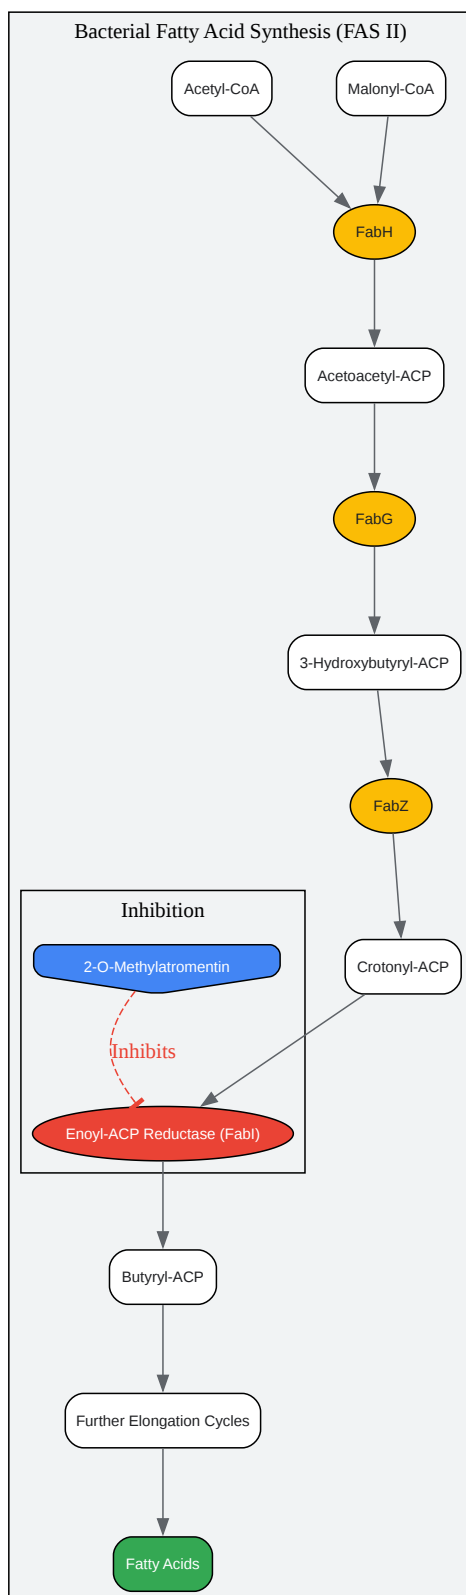 Bacterial Fatty Acid Synthesis (FAS II)
Acetyl-CoA
Malonyl-CoA
FabH
Acetoacetyl-ACP
FabG
3-Hydroxybutyryl-ACP
FabZ
Inhibition
2-O-Methylatromentin
Crotonyl-ACP
Inhibits
Enoyl-ACP Reductase (FabI)
Butyryl-ACP
Further Elongation Cycles
Fatty Acids